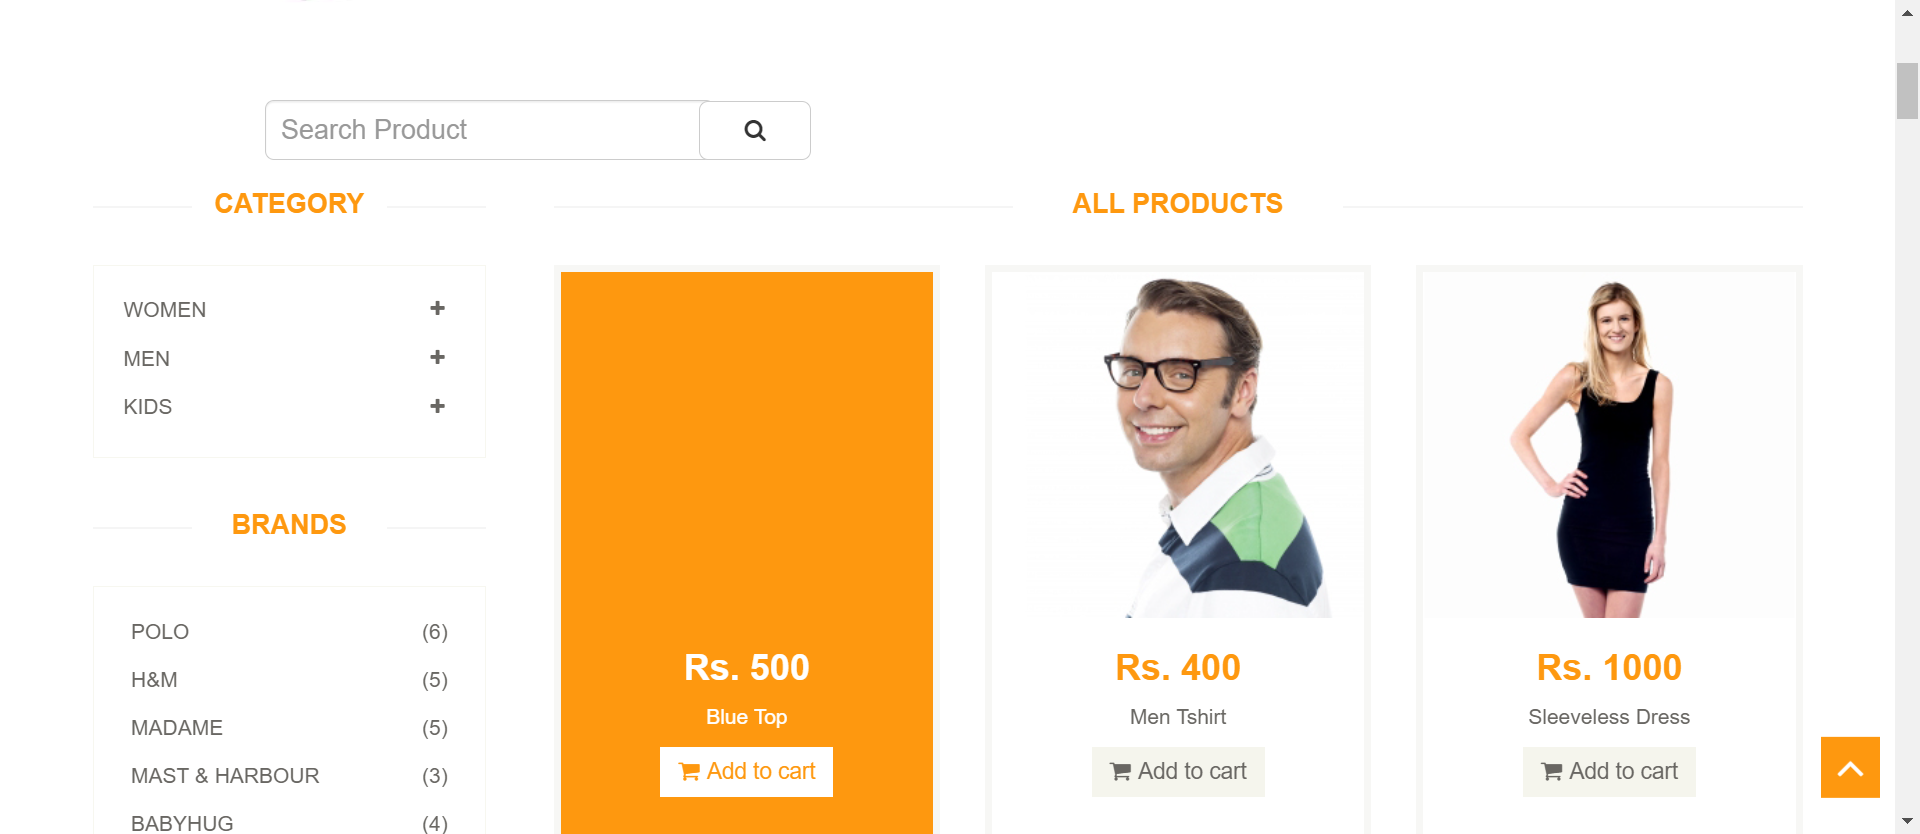 Search Product
CATEGORY
ALL PRODUCTS
WOMEN
MEN
KIDS
BRANDS
POLO (6)
H&M (5)
MADAME (5)
MAST & HARBOUR (3)
BABYHUG (4)
Rs. 500
Blue Top
Add to cart
Rs. 400
Men Tshirt
Add to cart
Rs. 1000
Sleeveless Dress
Add to cart